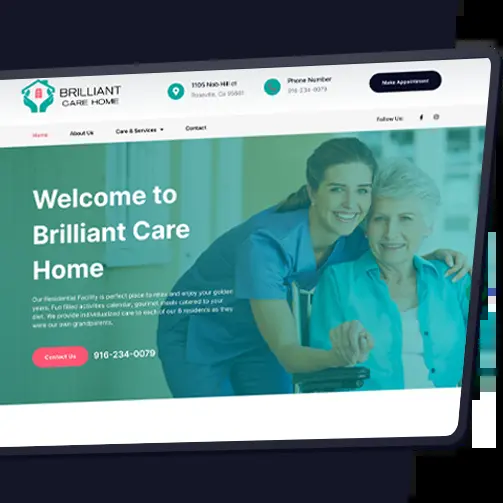 BRILLIANT
CARE HOME
1105 Nob-Hill ct
Roseville, Ca 95661
Phone Number
916-234-0079
Make Appointment
Home
About Us
Care & Services
Contact
Follow Us:
Welcome to
Brilliant Care
Home
Our Residential Facility is perfect pace to relax and enjoy your golden
years. Fun filled activities calendar, gourmet meals catered to your
diet. We provide individualized care to each of our 6 residents as they
were our own grandparents.
Contact Us
916-234-0079